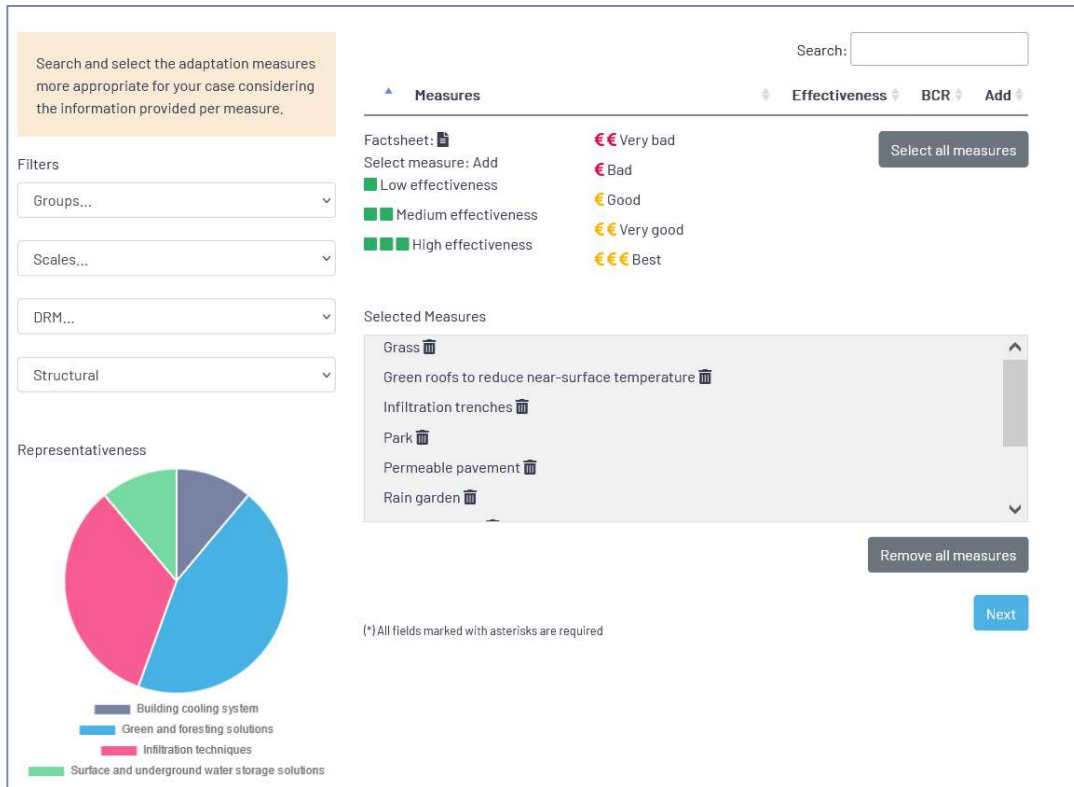 Search and select the adaptation measures
more appropriate for your case considering
the information provided per measure.
Filters
Groups...
Scales...
DRM...
Structural
Representativeness
Building cooling system
Green and foresting solutions
Infiltration techniques
Surface and underground water storage solutions
Search:
Measures Effectiveness BCR Add
Factsheet:
Select measure: Add
Low effectiveness
Medium effectiveness
High effectiveness
€€ Very bad
€ Bad
€ Good
€€ Very good
€€€ Best
Select all measures
Selected Measures
Grass
Green roofs to reduce near-surface temperature
Infiltration trenches
Park
Permeable pavement
Rain garden
Remove all measures
Next
(*) All fields marked with asterisks are required